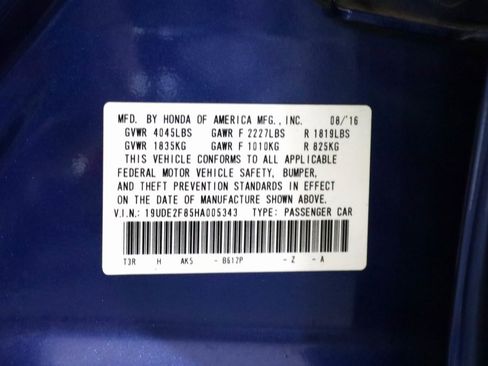 MFD. BY HONDA OF AMERICA MFG., INC. 08/'16
GVWR 4045LBS GAWR F 2227LBS R 1819LBS
GVWR 1835KG GAWR F 1010KG R 825KG
THIS VEHICLE CONFORMS TO ALL APPLICABLE
FEDERAL MOTOR VEHICLE SAFETY, BUMPER,
AND THEFT PREVENTION STANDARDS IN EFFECT
ON THE DATE OF MANUFACTURE SHOWN ABOVE.
V.I.N.: 19UDE2F85HA005343 TYPE: PASSENGER CAR
T3R H AK5 - B617P - Z - A